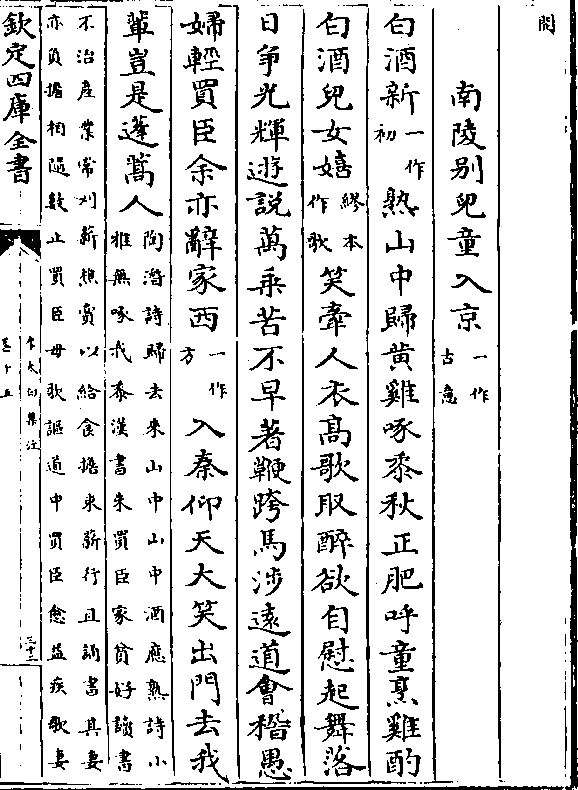 南陵别兒童入京一作古意
白酒新一作初熟山中歸黄雞啄黍秋正肥呼童烹雞酌
白酒兒女嬉繆本作歌笑牽人衣髙歌取醉欲自慰起舞落
日爭光輝遊説萬乗苦不早著鞭跨馬涉逺道會稽愚
婦輕買臣余亦辭家西一作方入秦仰天大笑出門去我
輩豈是蓬蒿人陶潛詩歸去來山中山中酒應熟詩小雅無啄我黍漢書朱買臣家貧好讀書
不治産業常刈薪樵賣以給食擔束薪行且誦書其妻
亦負擔相隨數止買臣毋歌謳道中買臣愈益疾歌妻
欽定四庫全書
李太白集注
卷十五
三十三